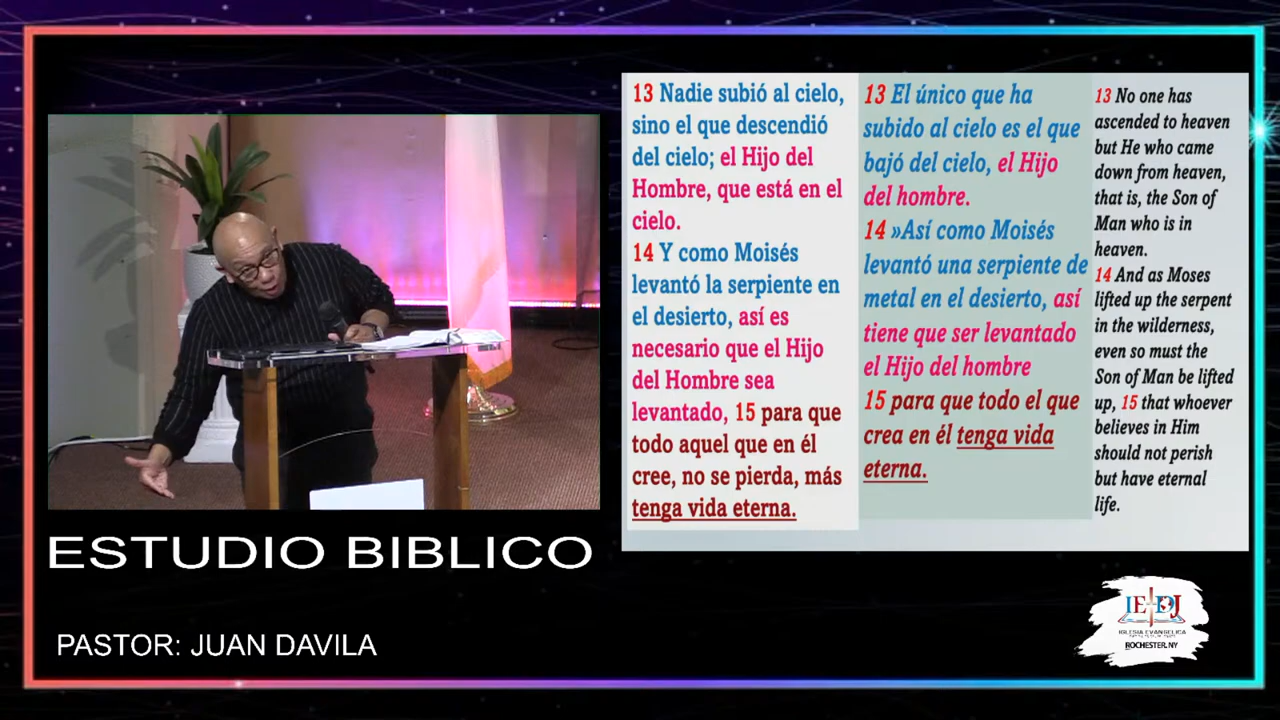 13 Nadie subió al cielo,
sino el que descendió
del cielo; el Hijo del
Hombre, que está en el
cielo.
14 Y como Moisés
levantó la serpiente en
el desierto, así es
necesario que el Hijo
del Hombre sea
levantado, 15 para que
todo aquel que en él
cree, no se pierda, más
tenga vida eterna.
13 El único que ha
subido al cielo es el que
bajó del cielo, el Hijo
del hombre.
14 »Así como Moisés
levantó una serpiente de
metal en el desierto, así
tiene que ser levantado
el Hijo del hombre
15 para que todo el que
crea en él tenga vida
eterna.
13 No one has
ascended to heaven
but He who came
down from heaven,
that is, the Son of
Man who is in
heaven.
14 And as Moses
lifted up the serpent
in the wilderness,
even so must the
Son of Man be lifted
up, 15 that whoever
believes in Him
should not perish
but have eternal
life.
ESTUDIO BIBLICO
PASTOR: JUAN DAVILA
IGLESIA EVANGELICA
ROCHESTER, NY